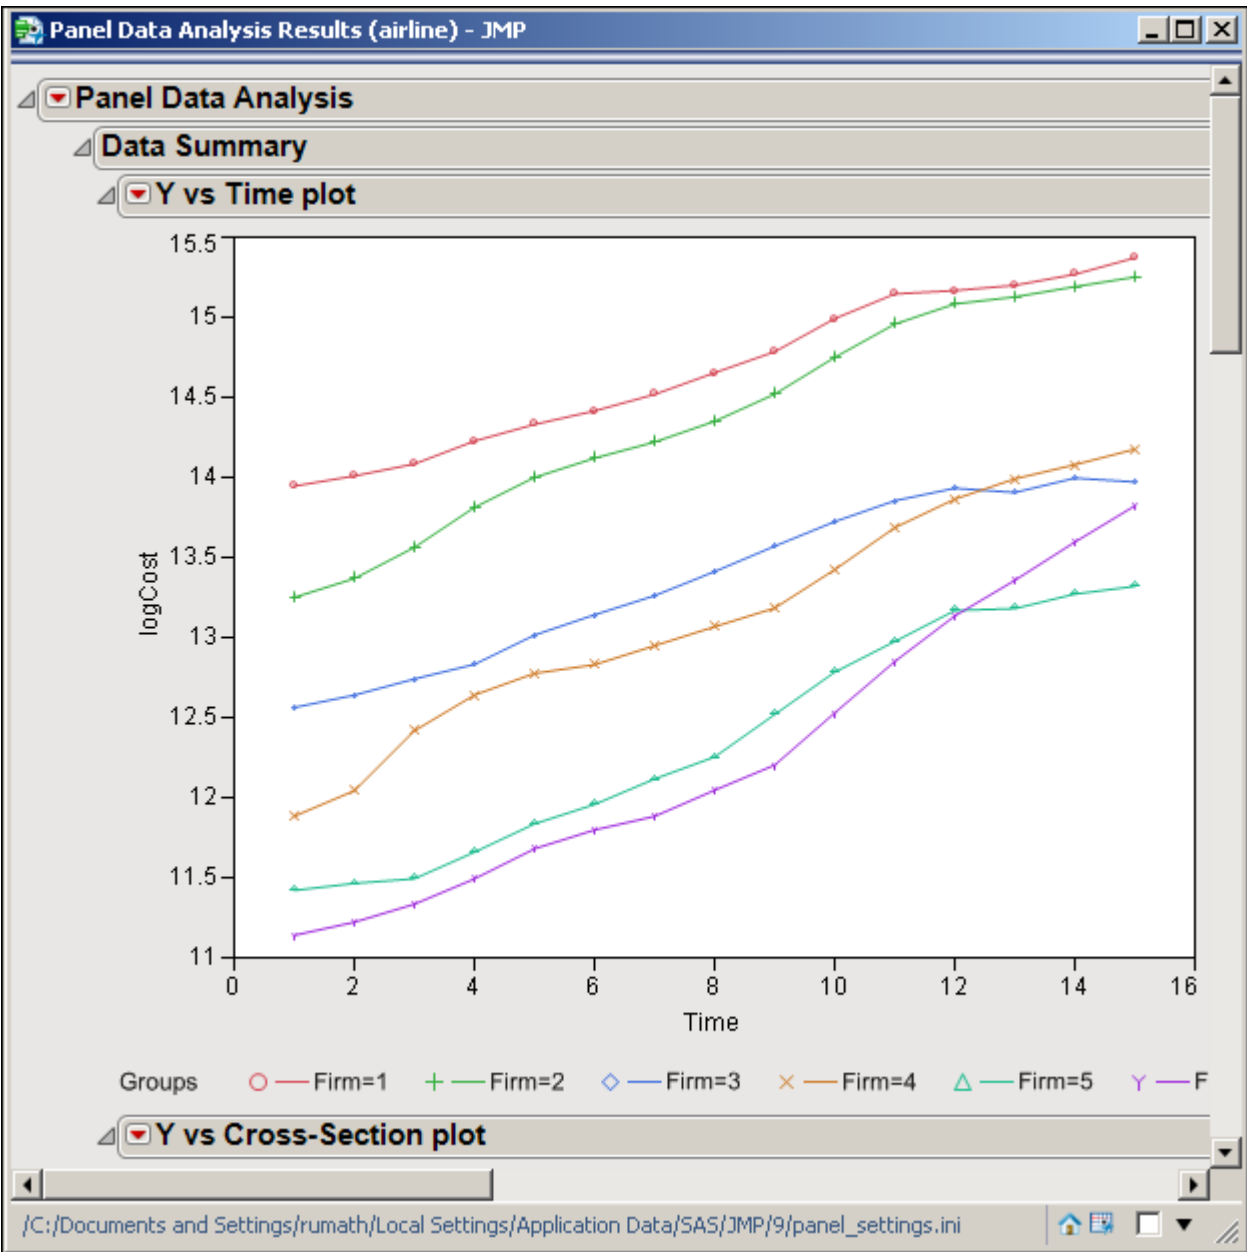 Panel Data Analysis Results (airline) - JMP
Panel Data Analysis
Data Summary
Y vs Time plot
15.5
15
14.5
14
13.5
13
12.5
12
11.5
11
logCost
0 2 4 6 8 10 12 14 16
Time
Groups Firm=1 Firm=2 Firm=3 Firm=4 Firm=5 F
Y vs Cross-Section plot
/C:/Documents and Settings/rumath/Local Settings/Application Data/SAS/JMP/9/panel_settings.ini